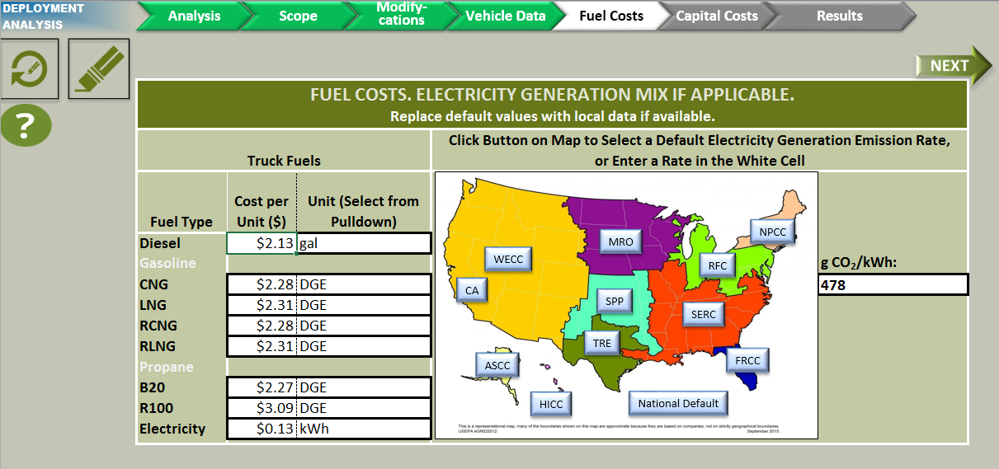 DEPLOYMENT
ANALYSIS
Analysis
Scope
Modify-
cations
Vehicle Data
Fuel Costs
Capital Costs
Results
NEXT
?
FUEL COSTS. ELECTRICITY GENERATION MIX IF APPLICABLE.
Replace default values with local data if available.
Truck Fuels
Click Button on Map to Select a Default Electricity Generation Emission Rate,
or Enter a Rate in the White Cell
Fuel Type
Cost per
Unit ($)
Unit (Select from
Pulldown)
Diesel $2.13 gal
Gasoline
CNG $2.28 DGE
LNG $2.31 DGE
RCNG $2.28 DGE
RLNG $2.31 DGE
Propane
B20 $2.27 DGE
R100 $3.09 DGE
Electricity $0.13 kWh
WECC
MRO
NPCC
RFC
CA
SPP
SERC
TRE
ASCC
FRCC
HICC
National Default
This is a representational map; many of the boundaries shown on this map are approximate because they are based on companies, not on strictly geographical boundaries.
USEPA eGRID2012
September 2015
g CO₂/kWh:
478